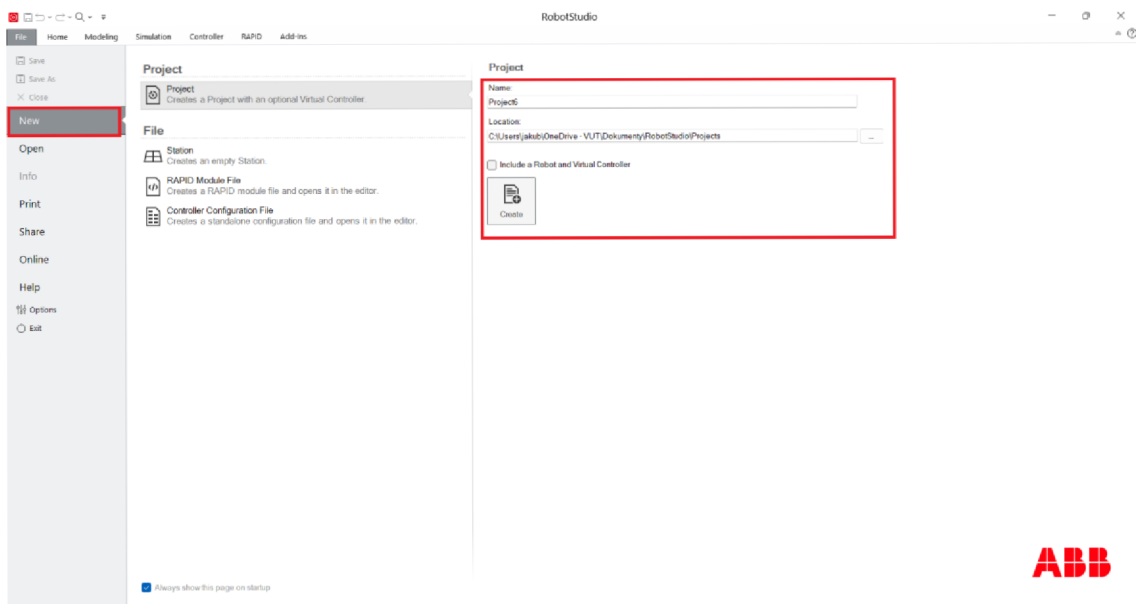 RobotStudio
File Home Modeling Simulation Controller RAPID Add-Ins
Save
Save As
Close
New
Open
Info
Print
Share
Online
Help
Options
Exit
Project
Project
Creates a Project with an optional Virtual Controller.
File
Station
Creates an empty Station.
RAPID Module File
Creates a RAPID module file and opens it in the editor.
Controller Configuration File
Creates a standalone configuration file and opens it in the editor.
Always show this page on startup
Project
Name:
Project6
Location:
C:\Users\jakub\OneDrive - VUT\Dokumenty\RobotStudio\Projects
...
Include a Robot and Virtual Controller
Create
ABB